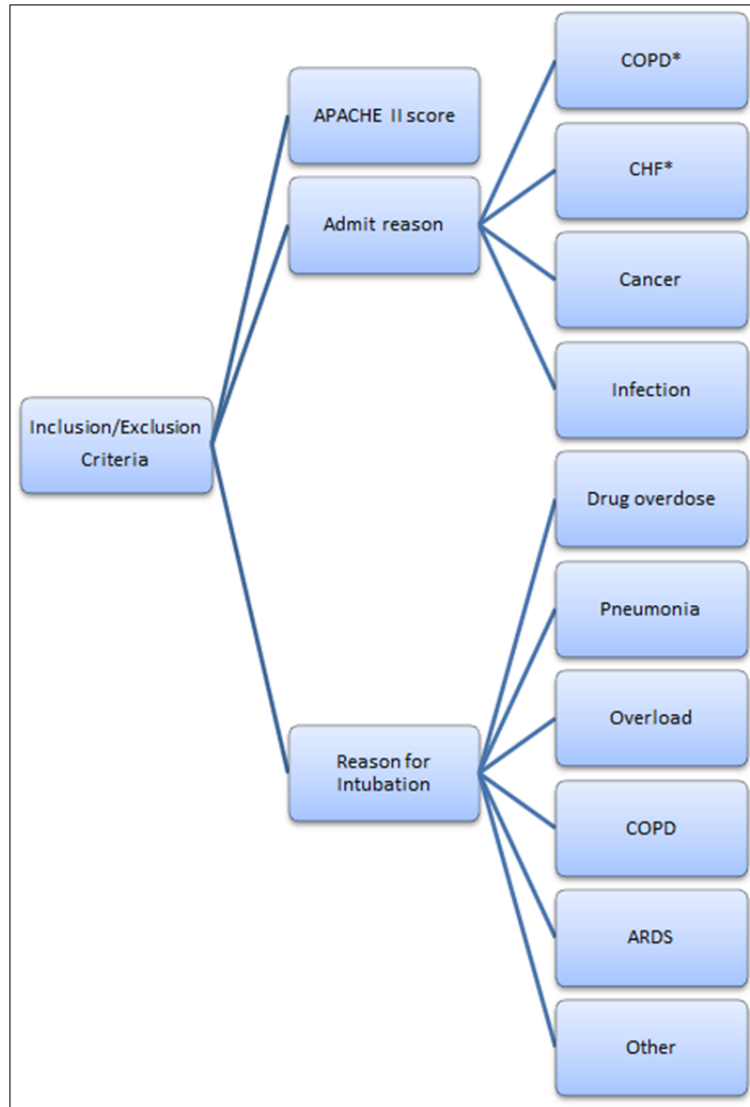 COPD*
APACHE II score
CHF*
Admit reason
Cancer
Infection
Inclusion/Exclusion
Criteria
Drug overdose
Pneumonia
Overload
Reason for
Intubation
COPD
ARDS
Other